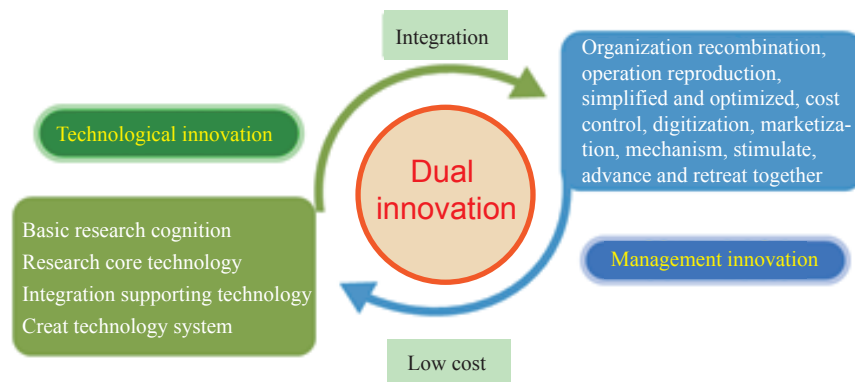 Integration
Organization recombination,
operation reproduction,
simplified and optimized, cost
control, digitization, marketiza-
tion, mechanism, stimulate,
advance and retreat together
Technological innovation
Dual
innovation
Basic research cognition
Research core technology
Integration supporting technology
Creat technology system
Management innovation
Low cost